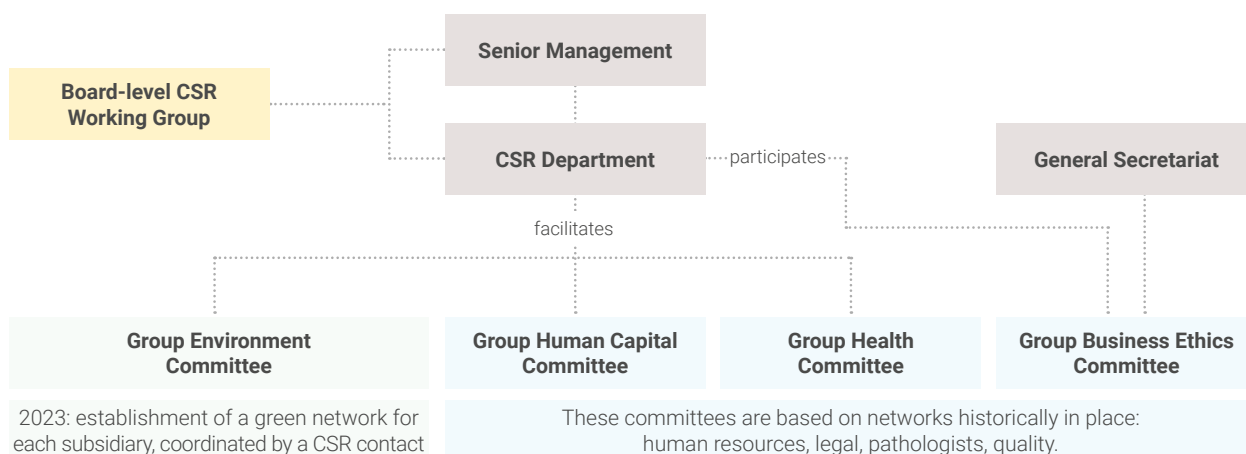 Senior Management
Board-level CSR
Working Group
CSR Department
participates
General Secretariat
facilitates
Group Environment
Committee
Group Human Capital
Committee
Group Health
Committee
Group Business Ethics
Committee
2023: establishment of a green network for
each subsidiary, coordinated by a CSR contact
These committees are based on networks historically in place:
human resources, legal, pathologists, quality.